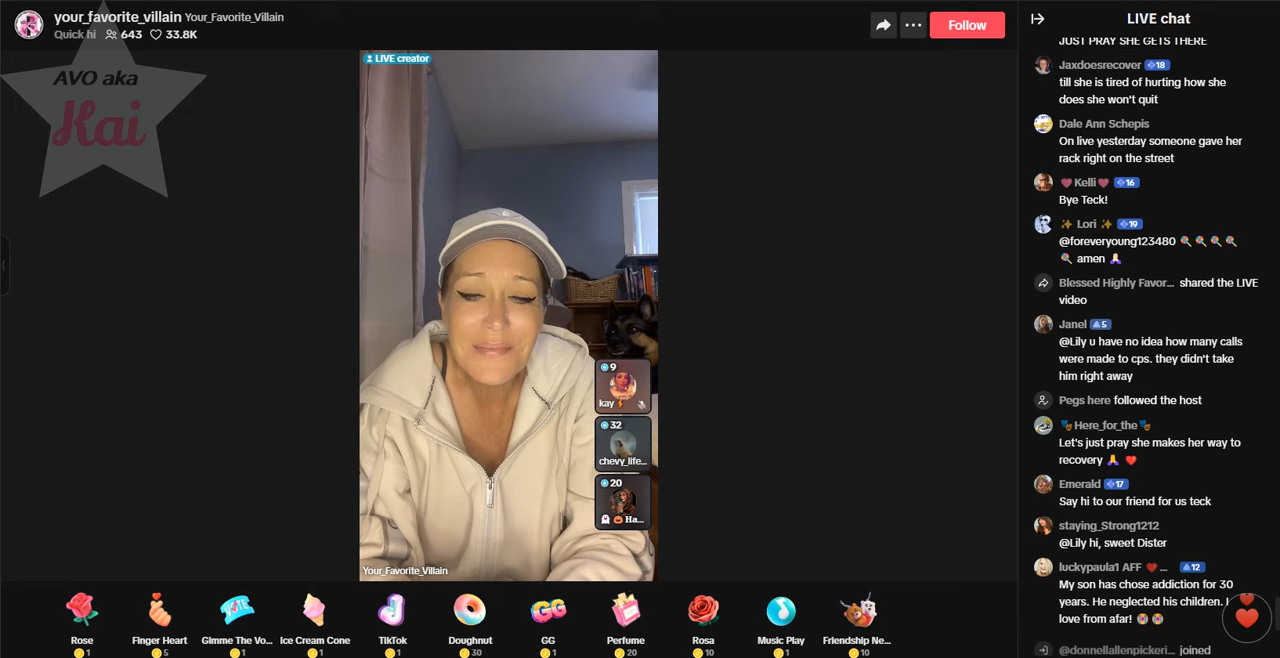 your_favorite_villain Your_Favorite_Villain
Quick hi 643 33.8K
Follow
AVO aka
Kai
LIVE creator
9
kay
32
chevy_life...
20
Ha...
Your_Favorite_Villain
Rose
1
Finger Heart
5
Gimme The Vo...
1
Ice Cream Cone
1
TikTok
1
Doughnut
30
GG
1
Perfume
20
Rosa
10
Music Play
1
Friendship Ne...
10
LIVE chat
JUST PRAY SHE GETS THERE
Jaxdoesrecover 18
till she is tired of hurting how she
does she won't quit
Dale Ann Schepis
On live yesterday someone gave her
rack right on the street
Kelli 16
Bye Teck!
Lori 19
@foreveryoung123480
amen
Blessed Highly Favor... shared the LIVE
video
Janel 5
@Lily u have no idea how many calls
were made to cps. they didn't take
him right away
Pegs here followed the host
Here_for_the
Let's just pray she makes her way to
recovery
Emerald 17
Say hi to our friend for us teck
staying_Strong1212
@Lily hi, sweet Dister
luckypaula1 AFF ... 12
My son has chose addiction for 30
years. He neglected his children. I
love from afar!
@donnellallenpickeri... joined